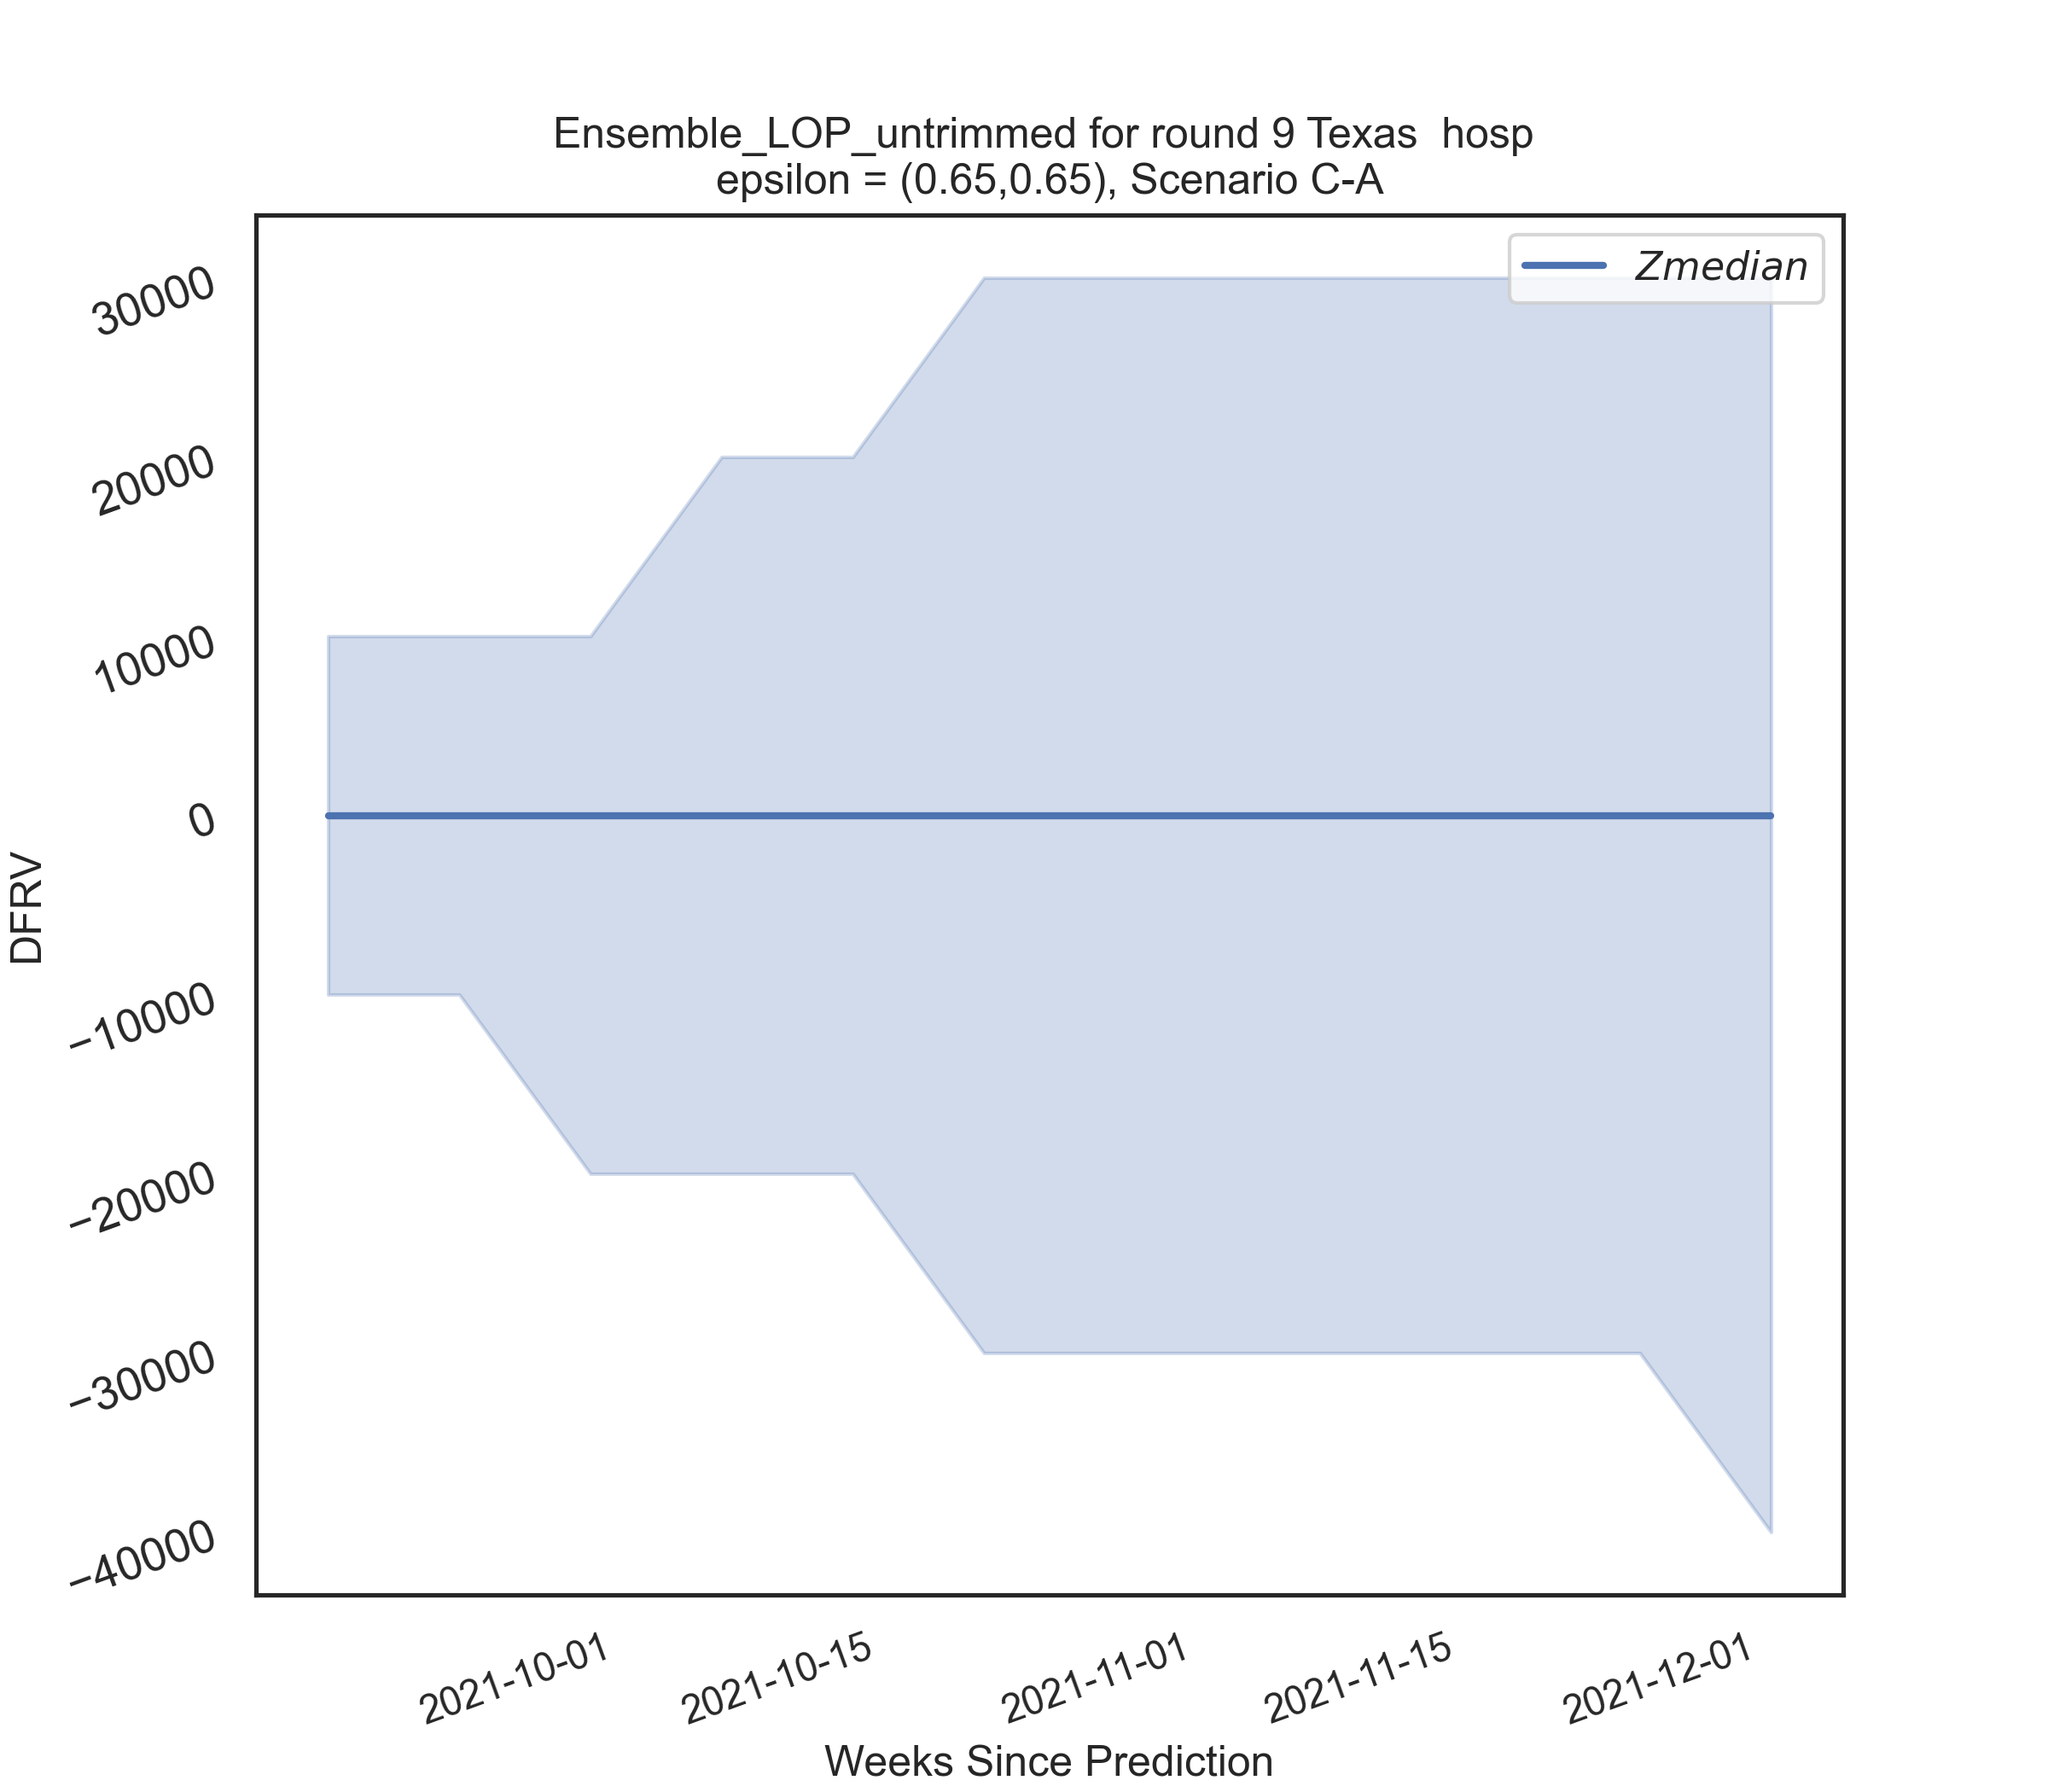 Ensemble_LOP_untrimmed for round 9 Texas  hosp
epsilon = (0.65,0.65), Scenario C-A
Zmedian
30000
20000
10000
0
−10000
−20000
−30000
−40000
DFRV
2021-10-01
2021-10-15
2021-11-01
2021-11-15
2021-12-01
Weeks Since Prediction